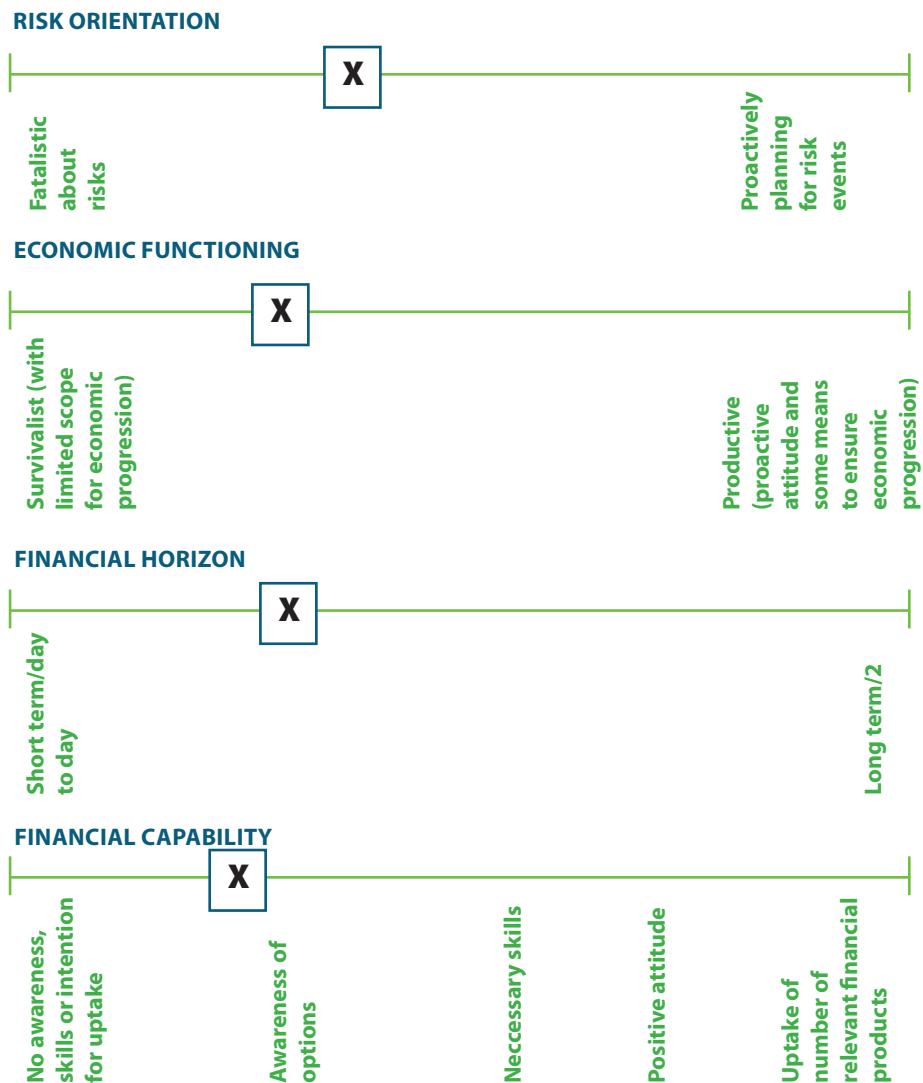 RISK ORIENTATION
X
Fatalistic
about
risks
Proactively
planning
for risk
events
ECONOMIC FUNCTIONING
X
Survivalist (with
limited scope
for economic
progression)
Productive
(proactive
attitude and
some means
to ensure
economic
progression)
FINANCIAL HORIZON
X
Short term/day
to day
Long term/2
FINANCIAL CAPABILITY
X
No awareness,
skills or intention
for uptake
Awareness of
options
Neccessary skills
Positive attitude
Uptake of
number of
relevant financial
products